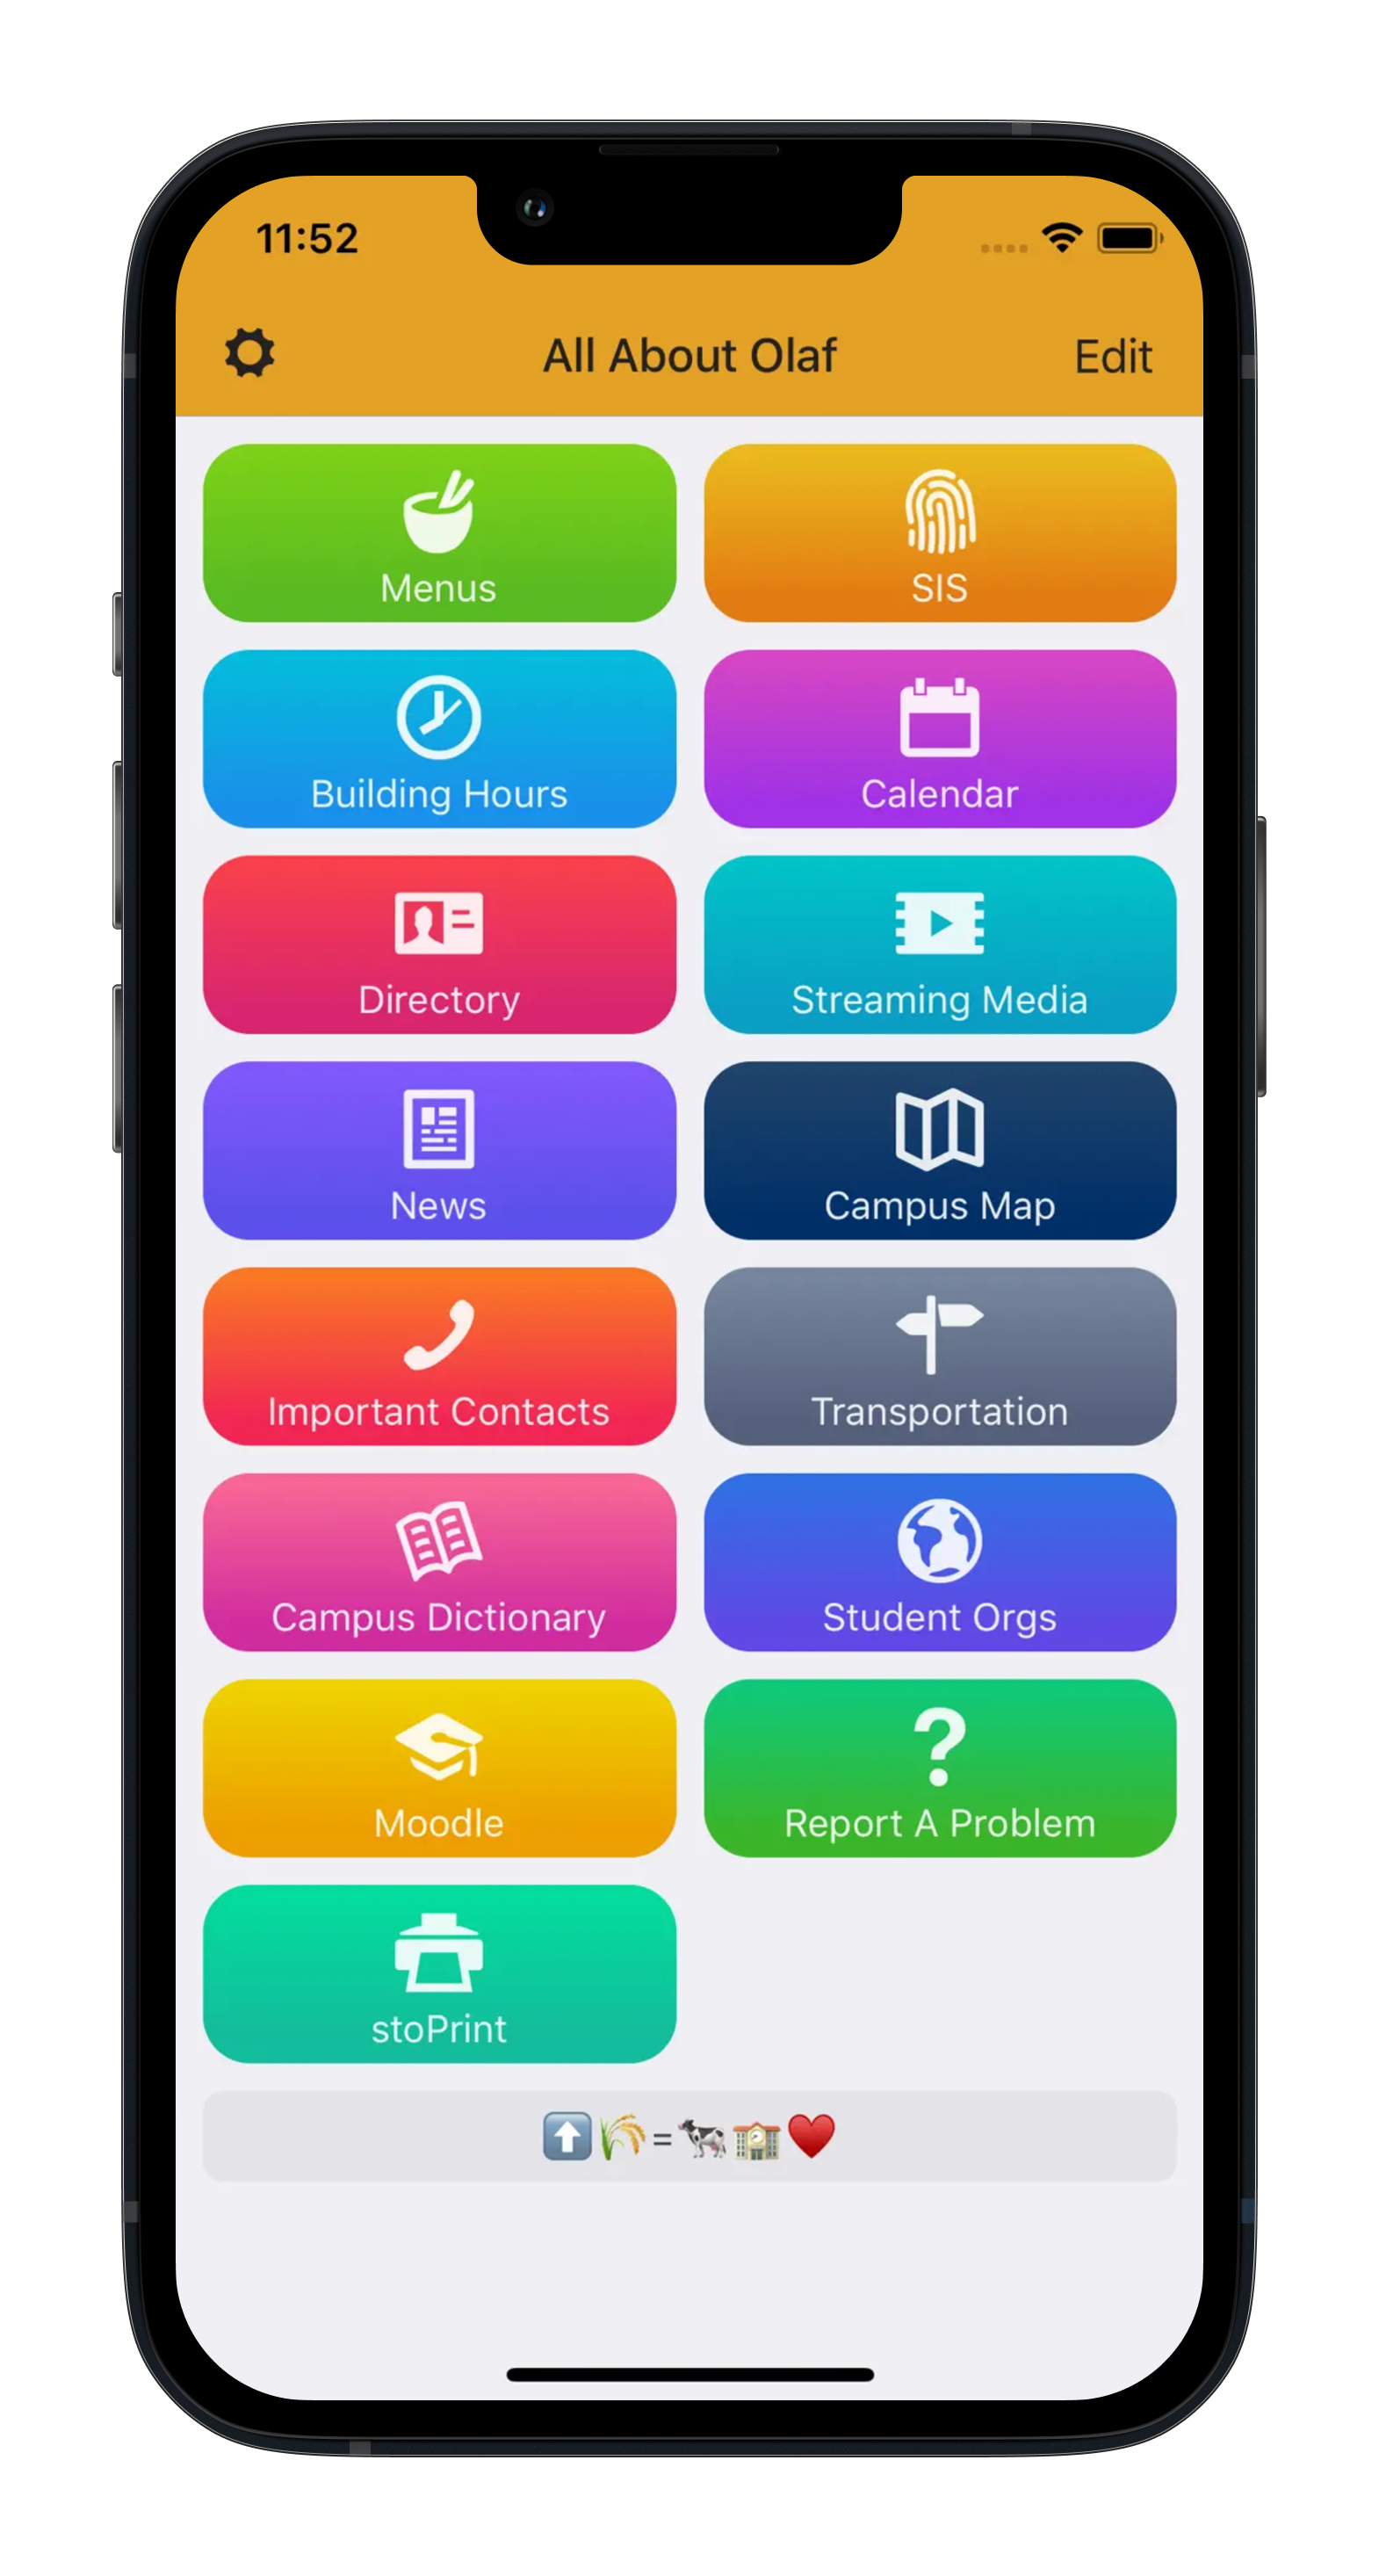 11:52
All About Olaf Edit
Menus SIS
Building Hours Calendar
Directory Streaming Media
News Campus Map
Important Contacts Transportation
Campus Dictionary Student Orgs
Moodle Report A Problem
stoPrint
⬆️🌾=🐄🏫♥️